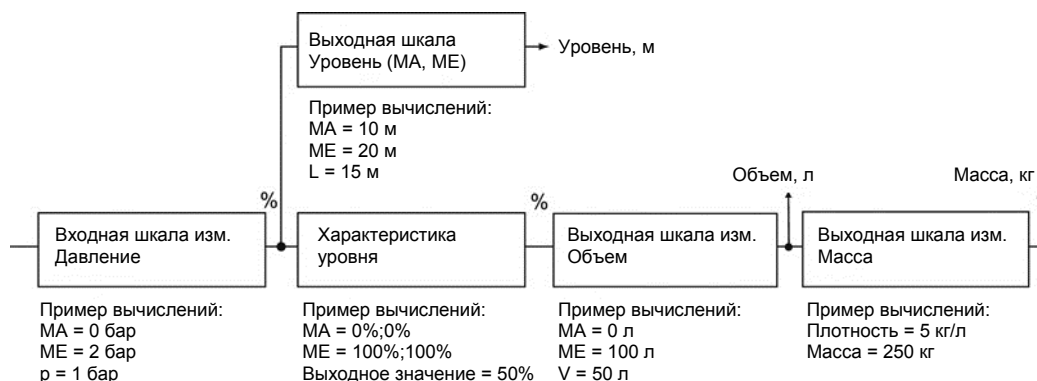 Выходная шкала
Уровень (MA, ME)
Уровень, м
Пример вычислений:
MA = 10 м
ME = 20 м
L = 15 м
%
%
Объем, л
Масса, кг
Входная шкала изм.
Давление
Характеристика
уровня
Выходная шкала изм.
Объем
Выходная шкала изм.
Масса
Пример вычислений:
MA = 0 бар
ME = 2 бар
p = 1 бар
Пример вычислений:
MA = 0%;0%
ME = 100%;100%
Выходное значение = 50%
Пример вычислений:
MA = 0 л
ME = 100 л
V = 50 л
Пример вычислений:
Плотность = 5 кг/л
Масса = 250 кг